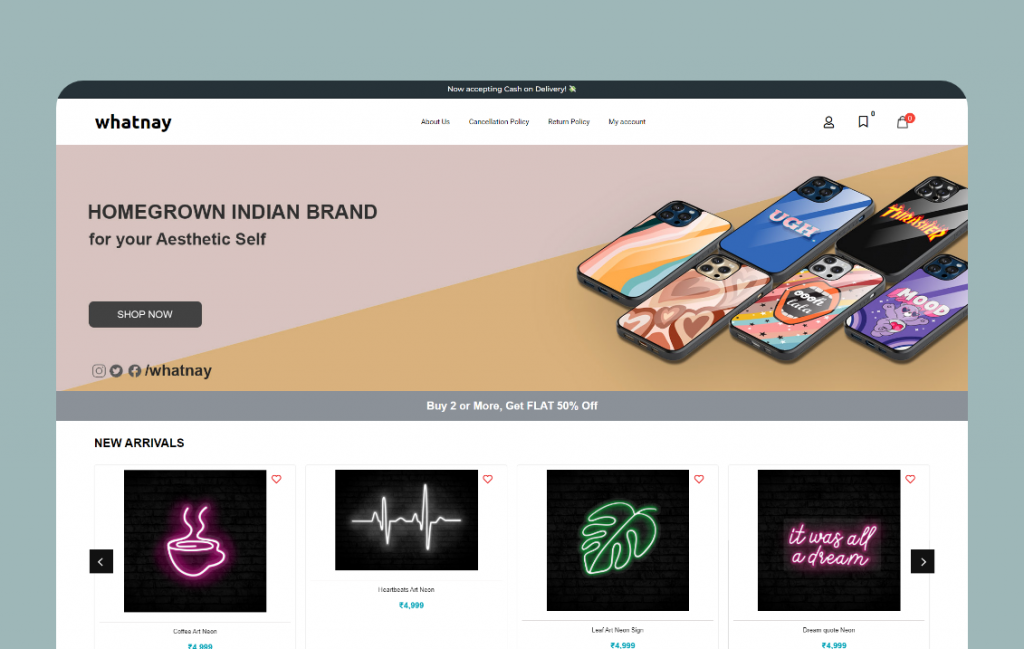 Now accepting Cash on Delivery! 💸
whatnay
About Us Cancellation Policy Return Policy My account
0
0
HOMEGROWN INDIAN BRAND
for your Aesthetic Self
UGH.
THRASHER
oooh
lala
MOOD
SHOP NOW
/whatnay
Buy 2 or More, Get FLAT 50% Off
NEW ARRIVALS
it was all
a dream
Coffee Art Neon
₹4,999
Heartbeats Art Neon
₹4,999
Leaf Art Neon Sign
₹4,999
Dream quote Neon
₹4,999